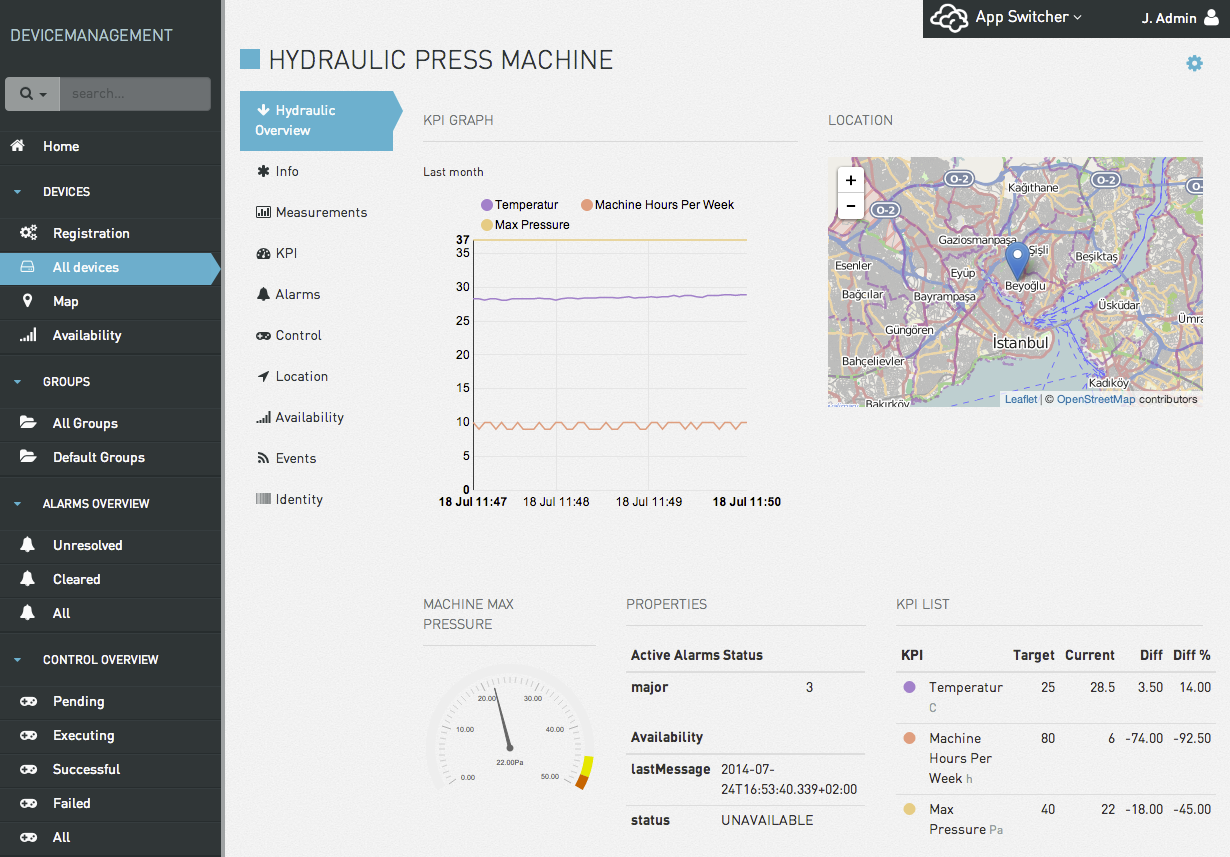 DEVICEMANAGEMENT
App Switcher
J. Admin
HYDRAULIC PRESS MACHINE
search...
Home
DEVICES
Registration
All devices
Map
Availability
GROUPS
All Groups
Default Groups
ALARMS OVERVIEW
Unresolved
Cleared
All
CONTROL OVERVIEW
Pending
Executing
Successful
Failed
All
Hydraulic
Overview
Info
Measurements
KPI
Alarms
Control
Location
Availability
Events
Identity
KPI GRAPH
Last month
Temperatur
Machine Hours Per Week
Max Pressure
37
35
30
25
20
15
10
5
0
18 Jul 11:47
18 Jul 11:48
18 Jul 11:49
18 Jul 11:50
LOCATION
+
−
O-2
O-2
O-2
Kağıthane
Gaziosmanpaşa
Şişli
Esenler
Eyüp
Beşiktaş
Bağcılar
Bayrampaşa
Beyoğlu
Üsküdar
Güngören
Ümra
İstanbul
Bahçelievler
Kadıköy
Bakırköy
Leaflet | © OpenStreetMap contributors
MACHINE MAX
PRESSURE
0.00
10.00
20.00
30.00
40.00
50.00
22.00Pa
PROPERTIES
Active Alarms Status
major 3
Availability
lastMessage 2014-07-
24T16:53:40.339+02:00
status UNAVAILABLE
KPI LIST
KPI Target Current Diff Diff %
Temperatur 25 28.5 3.50 14.00
C
Machine 80 6 -74.00 -92.50
Hours Per
Week h
Max 40 22 -18.00 -45.00
Pressure Pa